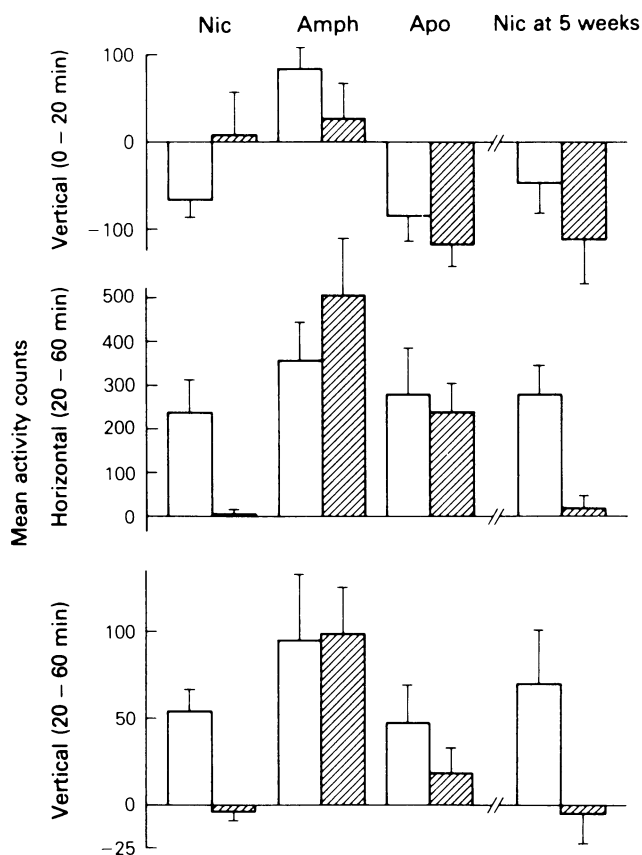 Nic Amph Apo Nic at 5 weeks
Mean activity counts
Vertical (0 – 20 min)
100
0
−100
Horizontal (20 – 60 min)
500
400
300
200
100
0
Vertical (20 – 60 min)
100
50
0
−25